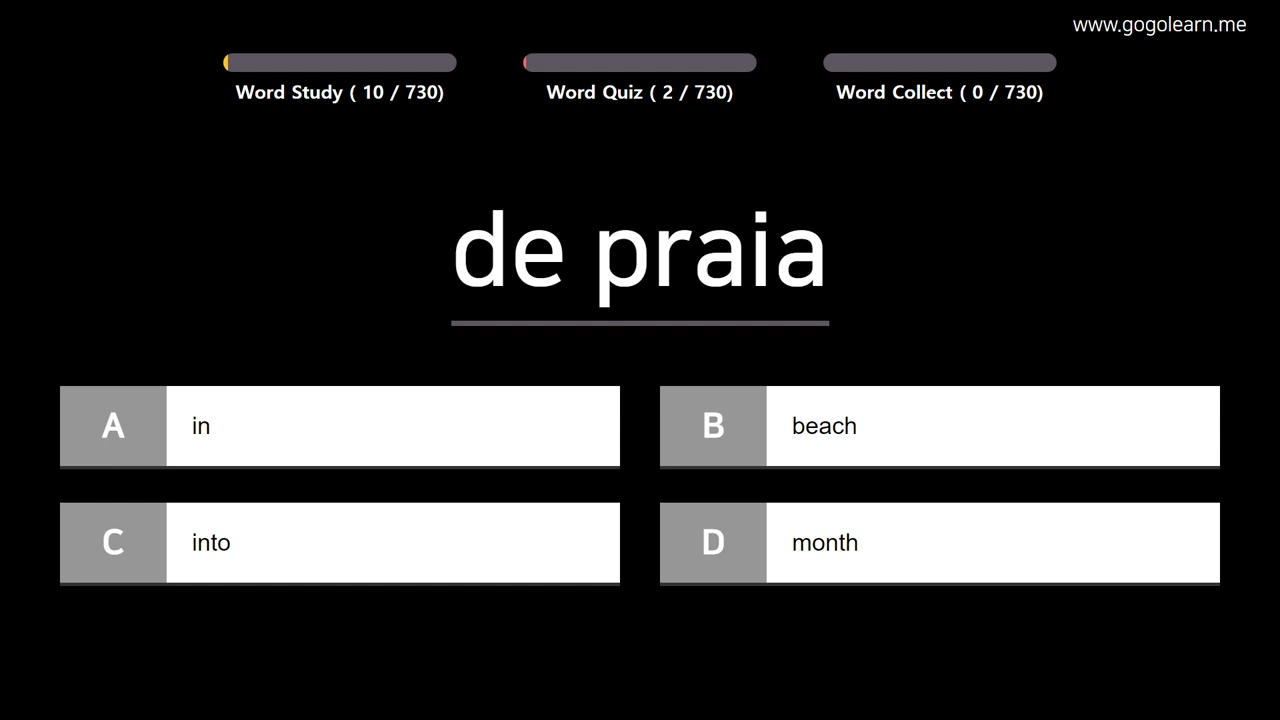 www.gogolearn.me
Word Study ( 10 / 730)
Word Quiz ( 2 / 730)
Word Collect ( 0 / 730)
de praia
A in
B beach
C into
D month